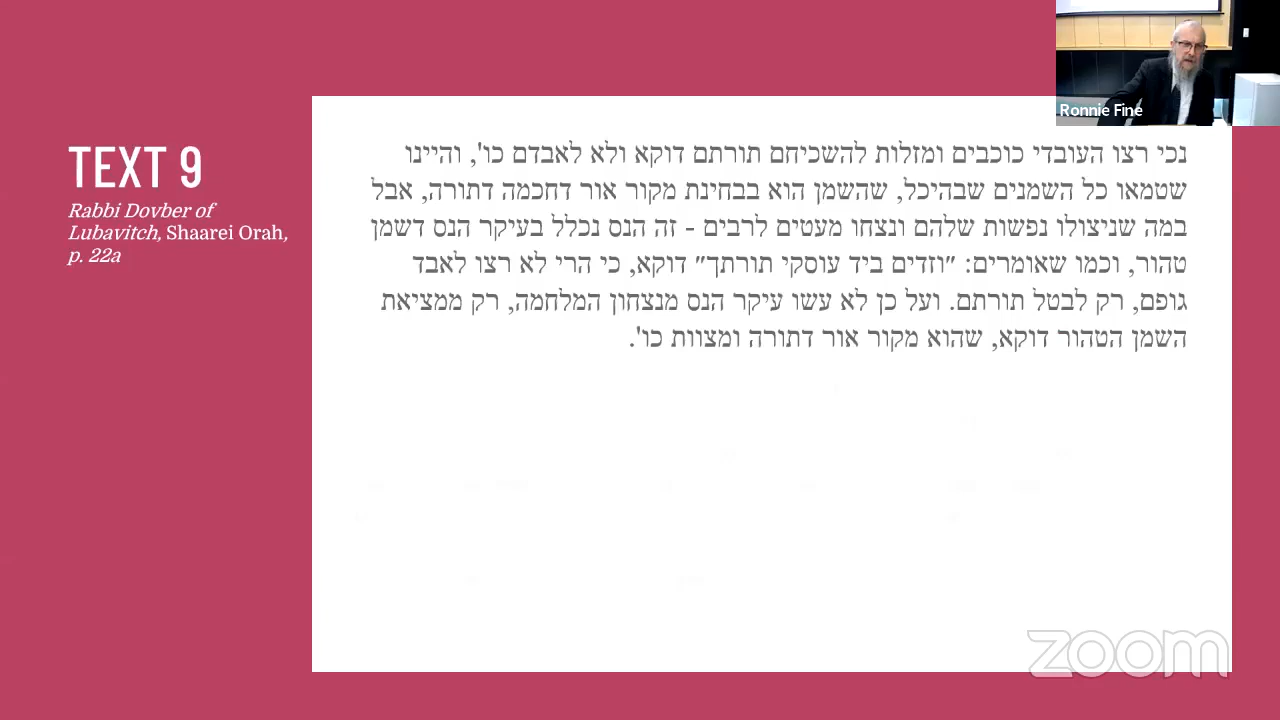 TEXT 9
Rabbi Dovber of
Lubavitch, Shaarei Orah,
p. 22a
נכי רצו העובדי כוכבים ומזלות להשכיחם תורתם דוקא ולא לאבדם כו', והיינו
שטמאו כל השמנים שבהיכל, שהשמן הוא בבחינת מקור אור דחכמה דתורה, אבל
במה שניצולו נפשות שלהם ונצחו מעטים לרבים - זה הנס נכלל בעיקר הנס דשמן
טהור, וכמו שאומרים: "וזדים ביד עוסקי תורתך" דוקא, כי הרי לא רצו לאבד
גופם, רק לבטל תורתם. ועל כן לא עשו עיקר הנס מנצחון המלחמה, רק ממציאת
השמן הטהור דוקא, שהוא מקור אור דתורה ומצוות כו'.
Ronnie Fine
zoom